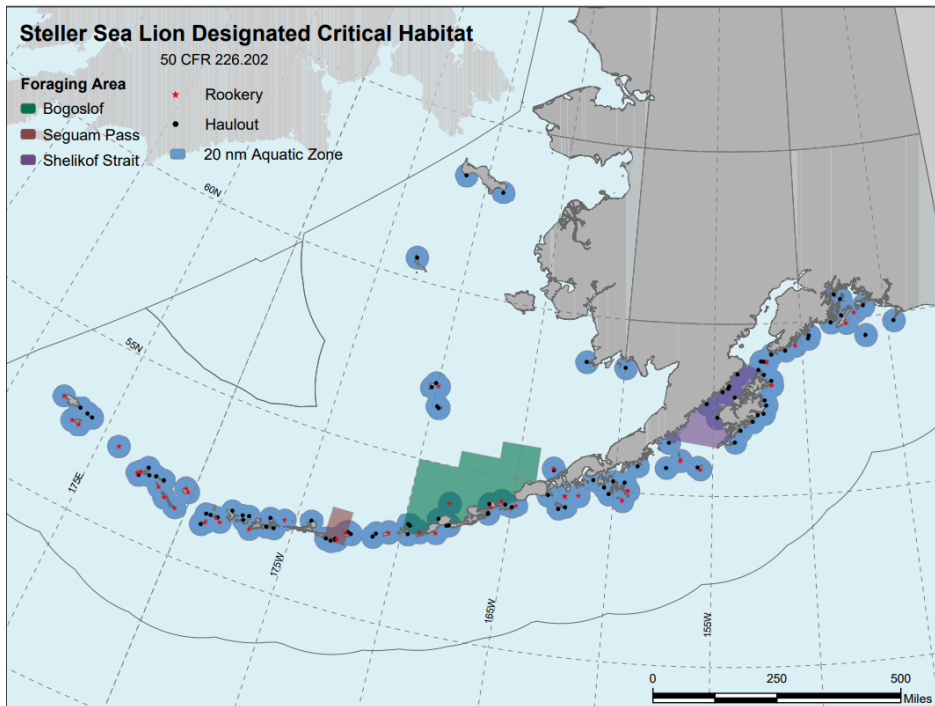 Steller Sea Lion Designated Critical Habitat
50 CFR 226.202
Foraging Area
Bogoslof
Seguam Pass
Shelikof Strait
Rookery
Haulout
20 nm Aquatic Zone
60N
55N
175E
175W
165W
155W
0 250 500
Miles